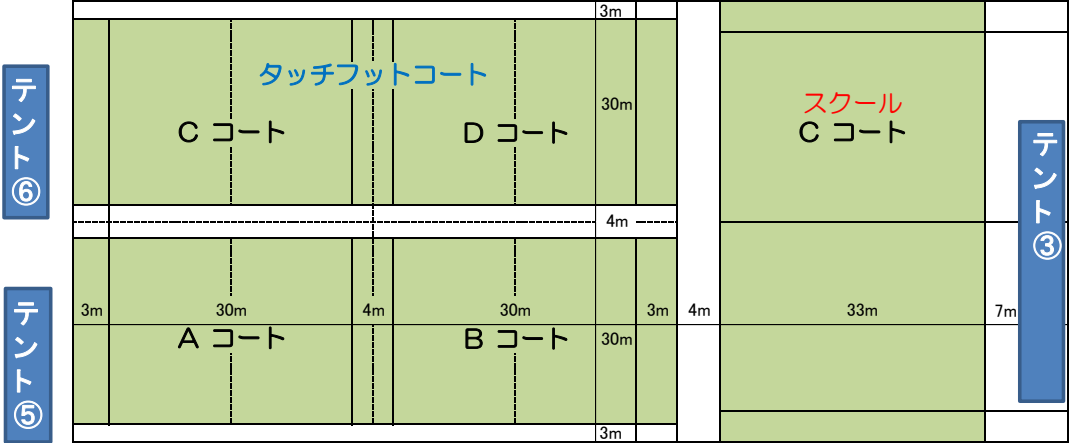 3m
タッチフットコート
30m
スクール
C コート
D コート
C コート
テント⑥
テント③
4m
3m
30m
4m
30m
3m
4m
33m
7m
A コート
B コート
30m
テント⑤
3m